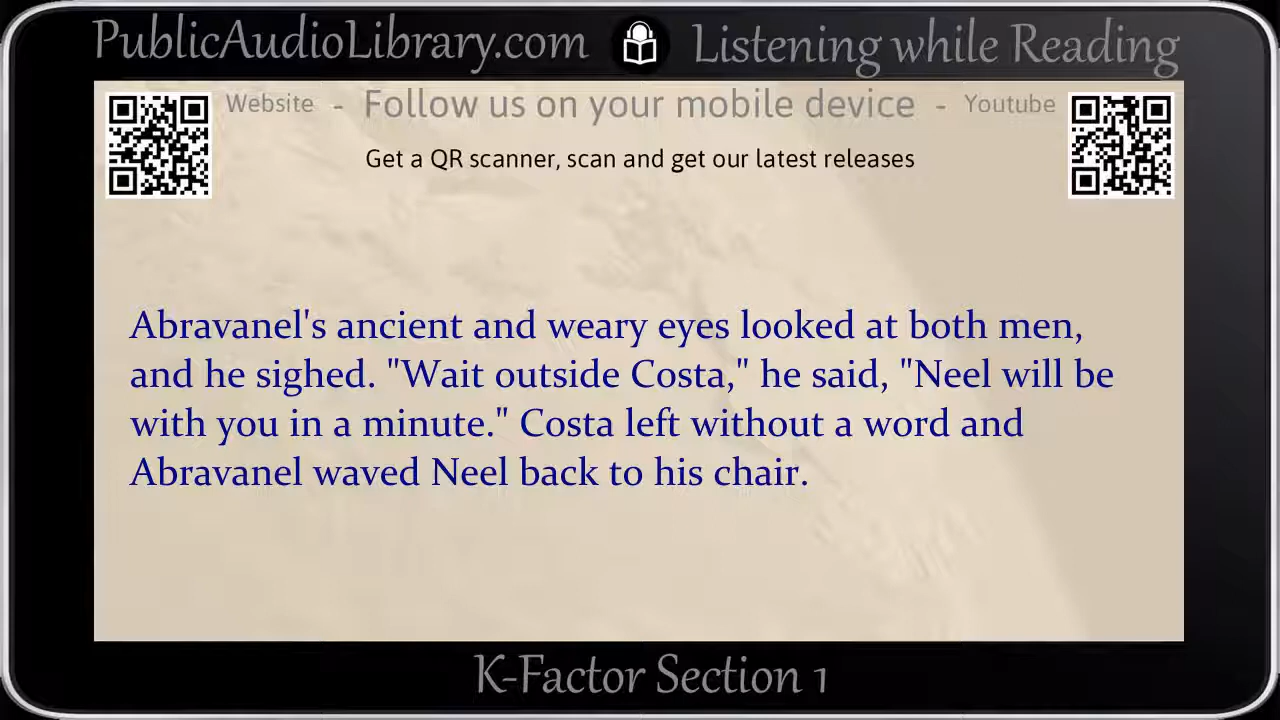 PublicAudioLibrary.com Listening while Reading
Website - Follow us on your mobile device - Youtube
Get a QR scanner, scan and get our latest releases
Abravanel's ancient and weary eyes looked at both men,
and he sighed. "Wait outside Costa," he said, "Neel will be
with you in a minute." Costa left without a word and
Abravanel waved Neel back to his chair.
K-Factor Section 1